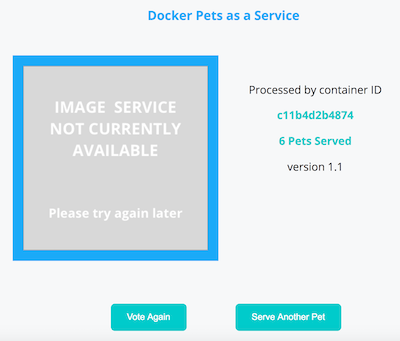 Docker Pets as a Service
IMAGE SERVICE
NOT CURRENTLY
AVAILABLE
Please try again later
Processed by container ID
c11b4d2b4874
6 Pets Served
version 1.1
Vote Again
Serve Another Pet